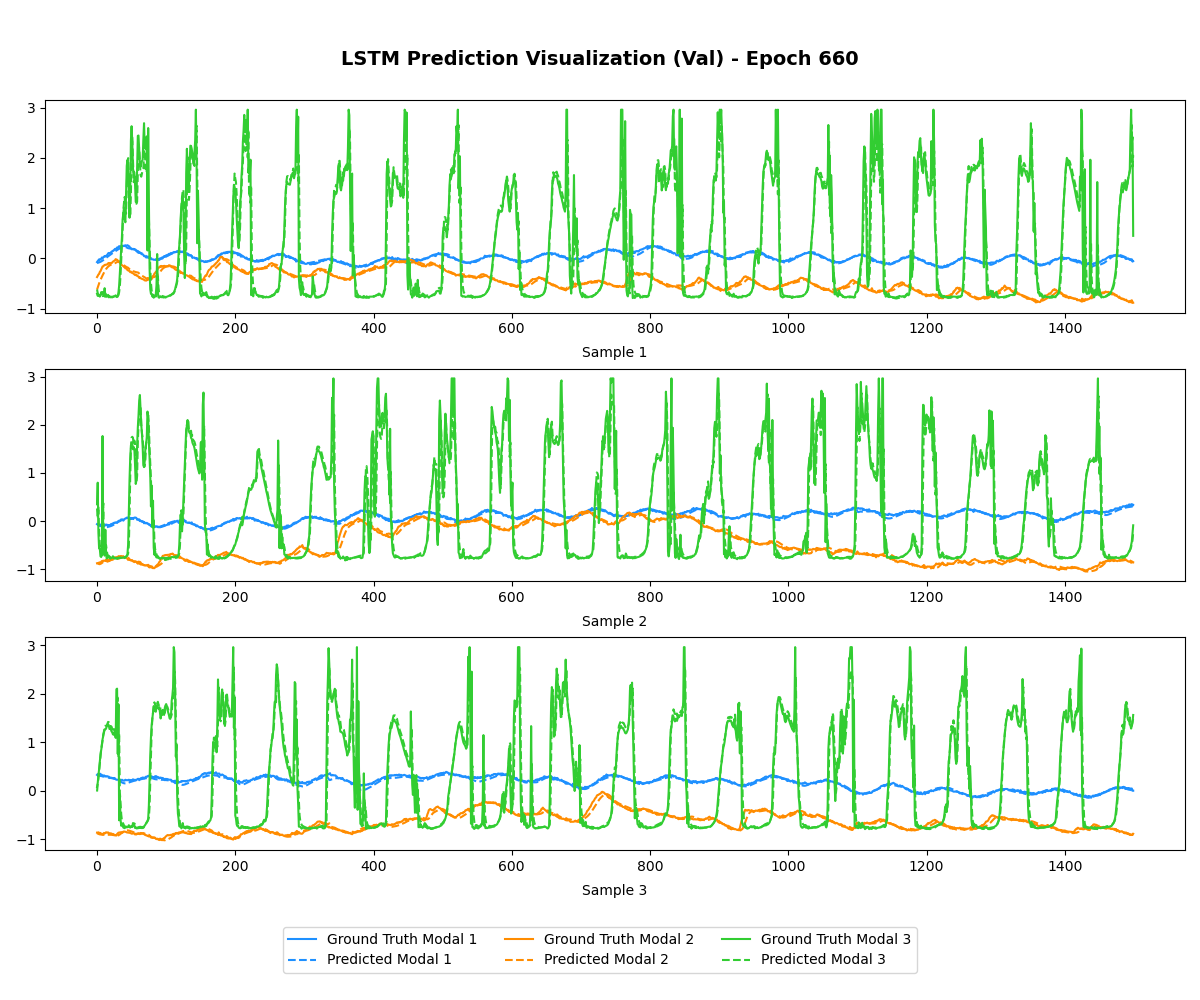 LSTM Prediction Visualization (Val) - Epoch 660
3
2
1
0
−1
0 200 400 600 800 1000 1200 1400
Sample 1
3
2
1
0
−1
0 200 400 600 800 1000 1200 1400
Sample 2
3
2
1
0
−1
0 200 400 600 800 1000 1200 1400
Sample 3
Ground Truth Modal 1 Ground Truth Modal 2 Ground Truth Modal 3
Predicted Modal 1 Predicted Modal 2 Predicted Modal 3